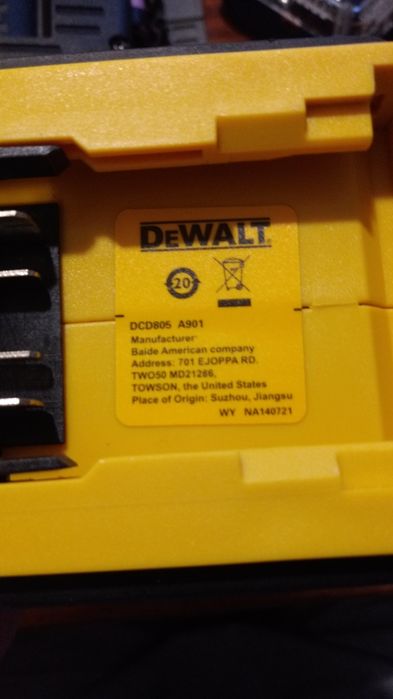 DEWALT
20
DCD805 A901
Manufacturer
Baide American company
Address: 701 EJOPPA RD.
TWO50 MD21286,
TOWSON, the United States
Place of Origin: Suzhou, Jiangsu
WY NA140721